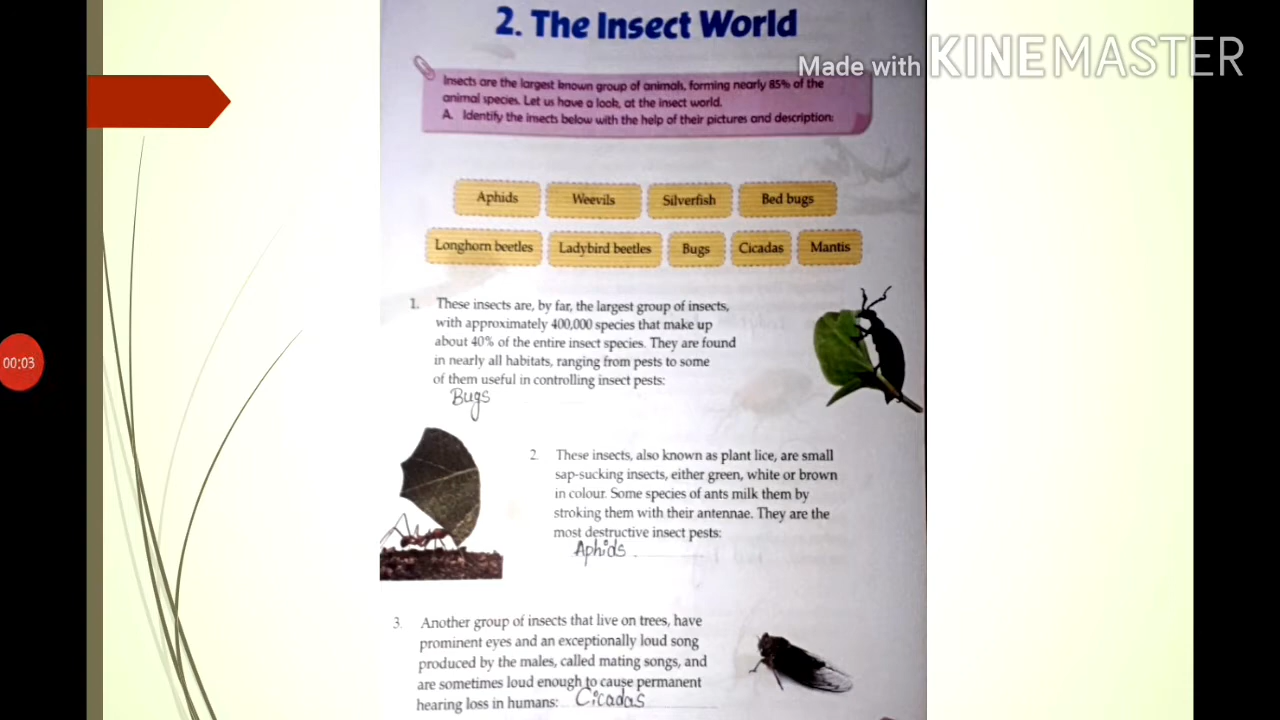 2. The Insect World
Made with KINEMASTER
Insects are the largest known group of animals, forming nearly 85% of the
animal species. Let us have a look, at the insect world.
A. Identify the insects below with the help of their pictures and description:
Aphids Weevils Silverfish Bed bugs
Longhorn beetles Ladybird beetles Bugs Cicadas Mantis
1. These insects are, by far, the largest group of insects,
with approximately 400,000 species that make up
about 40% of the entire insect species. They are found
in nearly all habitats, ranging from pests to some
of them useful in controlling insect pests:
Bugs
00:03
2. These insects, also known as plant lice, are small
sap-sucking insects, either green, white or brown
in colour. Some species of ants milk them by
stroking them with their antennae. They are the
most destructive insect pests:
Aphids
3. Another group of insects that live on trees, have
prominent eyes and an exceptionally loud song
produced by the males, called mating songs, and
are sometimes loud enough to cause permanent
hearing loss in humans: Cicadas